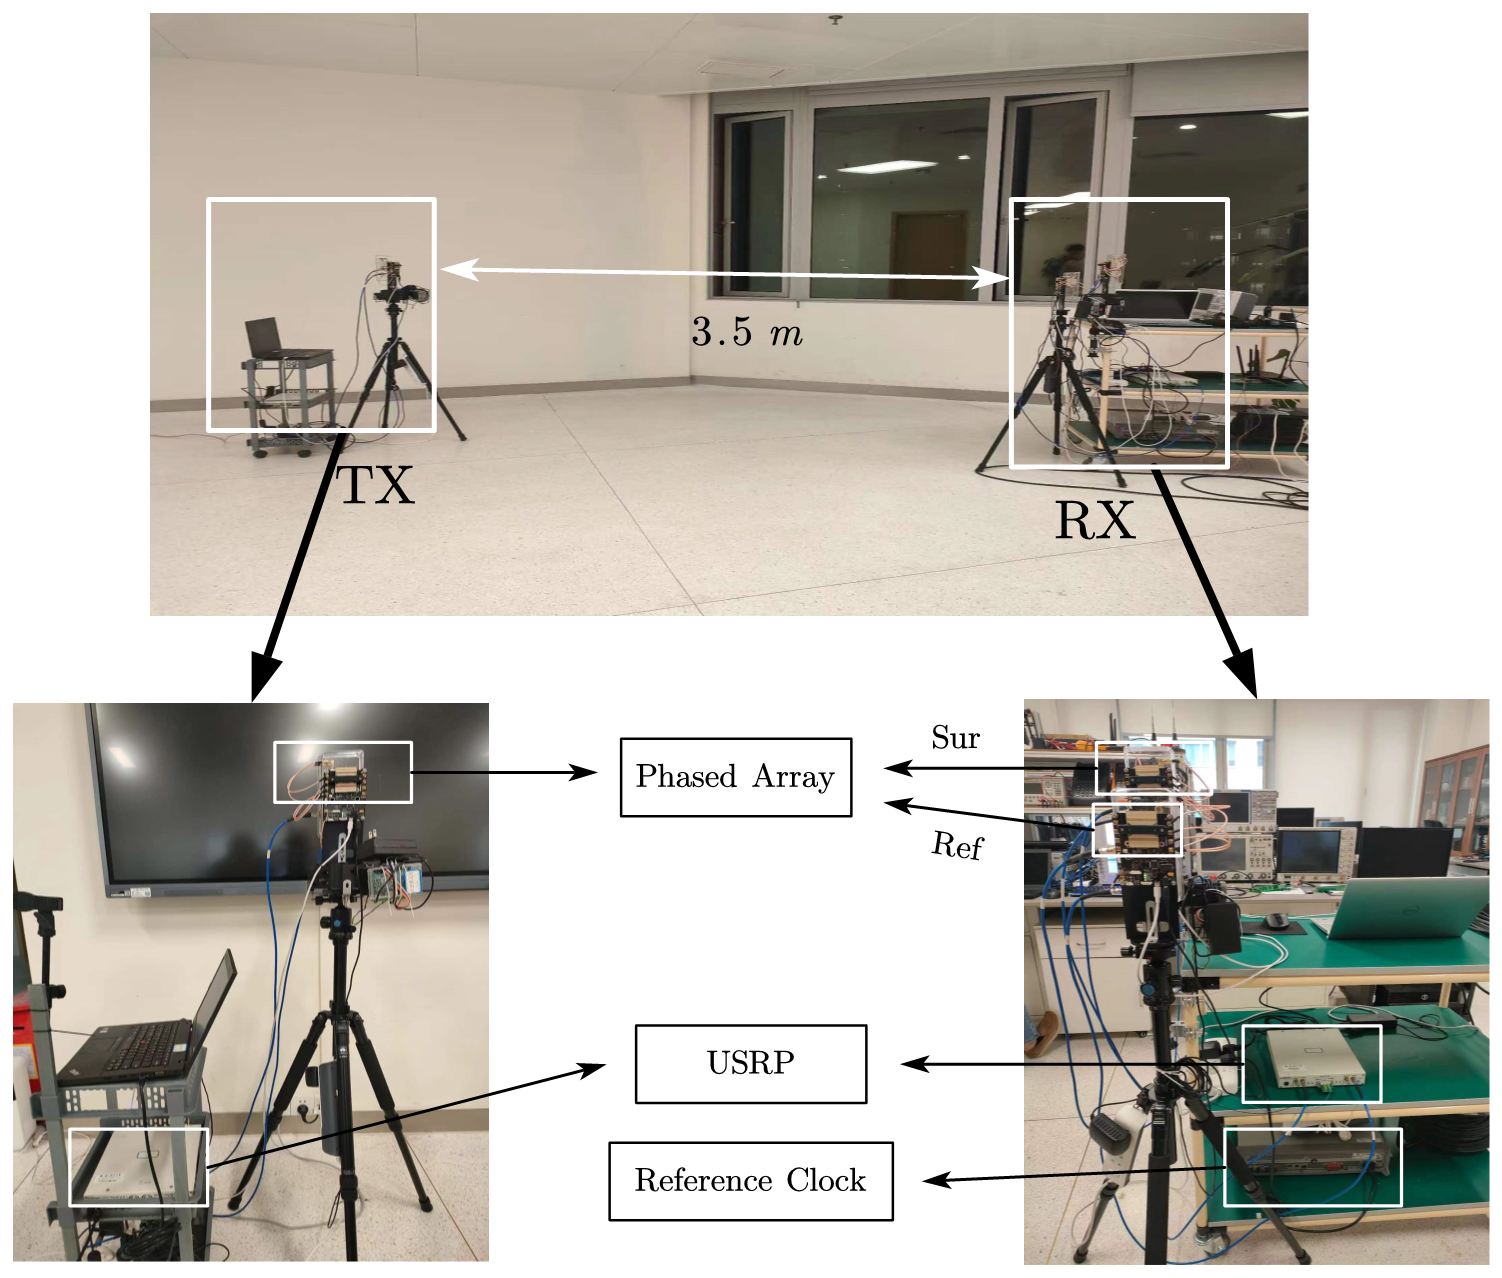 3.5 m
TX
RX
Sur
Phased Array
Ref
USRP
Reference Clock